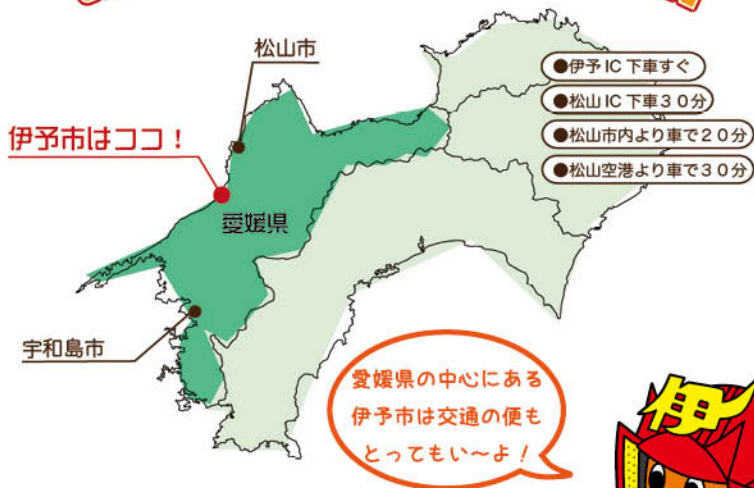 松山市
伊予市はココ！
愛媛県
宇和島市
●伊予IC 下車すぐ
●松山IC 下車３０分
●松山市内より車で２０分
●松山空港より車で３０分
愛媛県の中心にある
伊予市は交通の便も
とってもい～よ！
伊